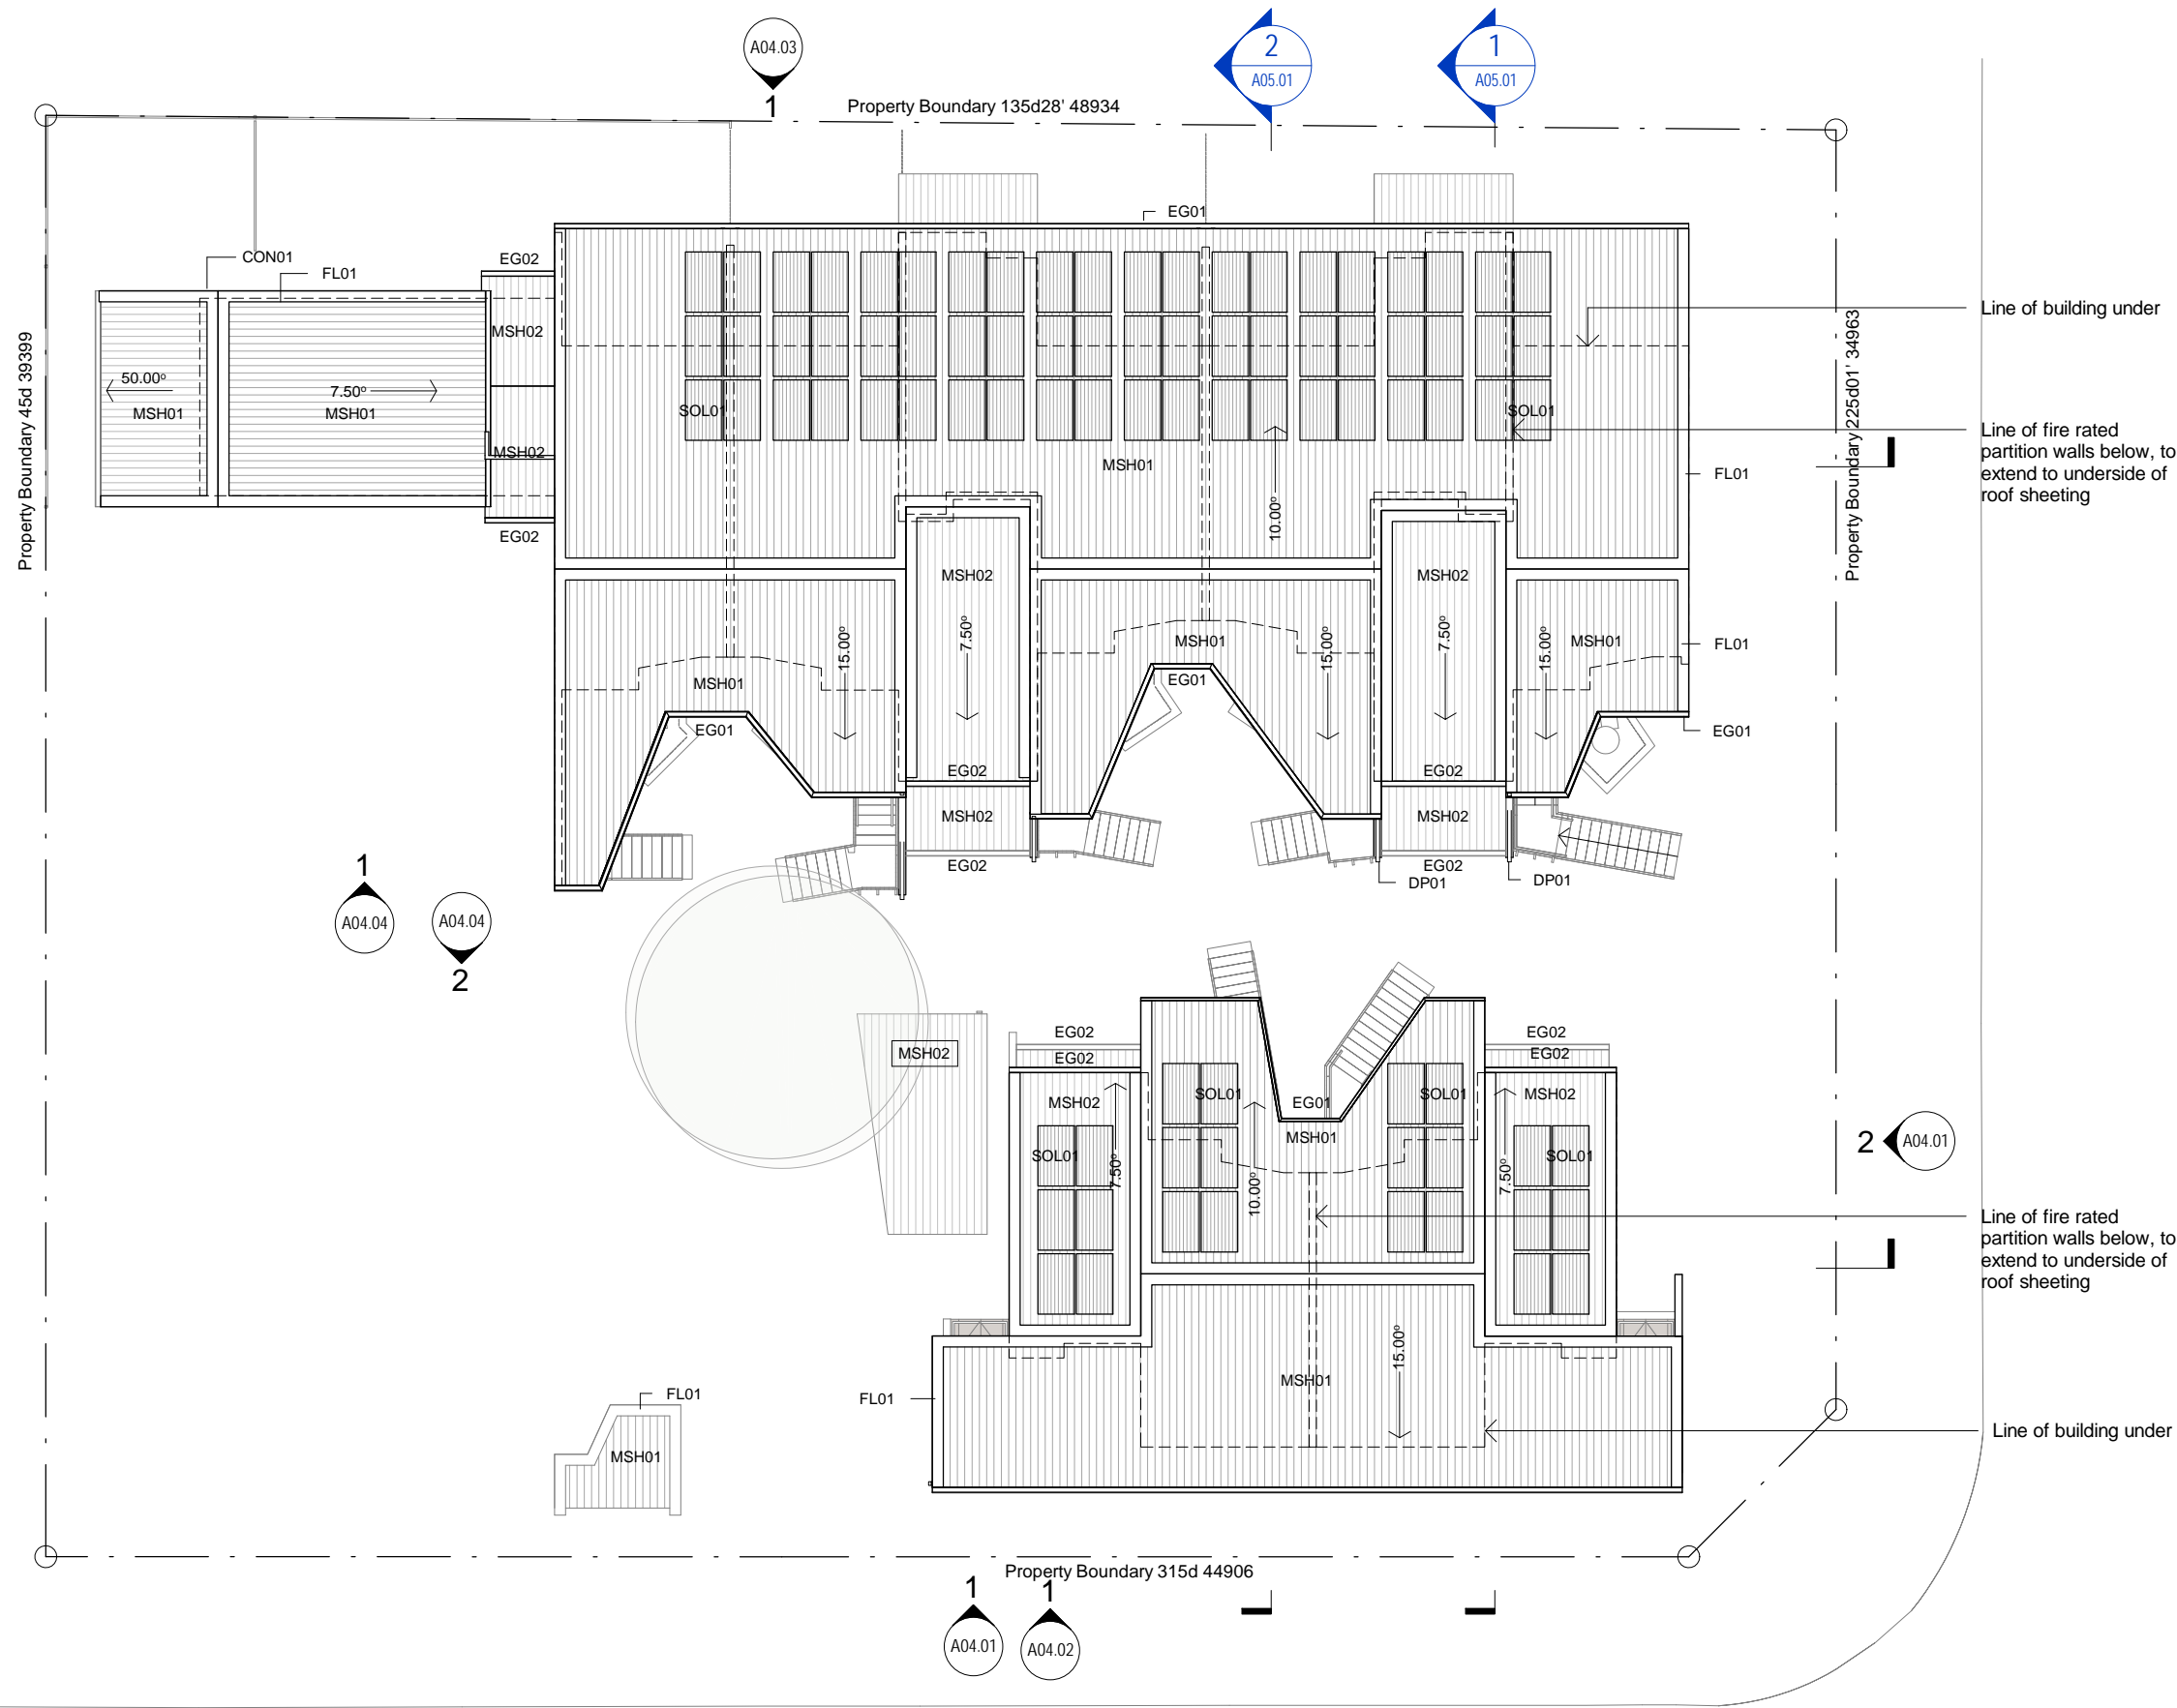 A04.03
1
2
A05.01
1
A05.01
Property Boundary 135d28' 48934
EG01
CON01
FL01
EG02
Line of building under
MSH02
Property Boundary 45d 39399
Property Boundary 225d01' 34963
50.00º
MSH01
7.50º
MSH01
SOL01
SOL01
Line of fire rated
partition walls below, to
extend to underside of
roof sheeting
MSH02
MSH01
FL01
EG02
10.00º
MSH02
MSH02
15.00º
7.50º
MSH01
15.00º
7.50º
15.00º
MSH01
FL01
MSH01
EG01
EG01
EG01
EG02
EG02
MSH02
MSH02
EG02
EG02
DP01
DP01
1
A04.04
A04.04
2
EG02
EG02
MSH02
EG02
EG02
MSH02
SOL01
EG01
SOL01
MSH02
MSH01
SOL01
7.50º
10.00º
7.50º
SOL01
2
A04.01
Line of fire rated
partition walls below, to
extend to underside of
roof sheeting
15.00º
MSH01
FL01
FL01
MSH01
Line of building under
Property Boundary 315d 44906
1
A04.01
1
A04.02